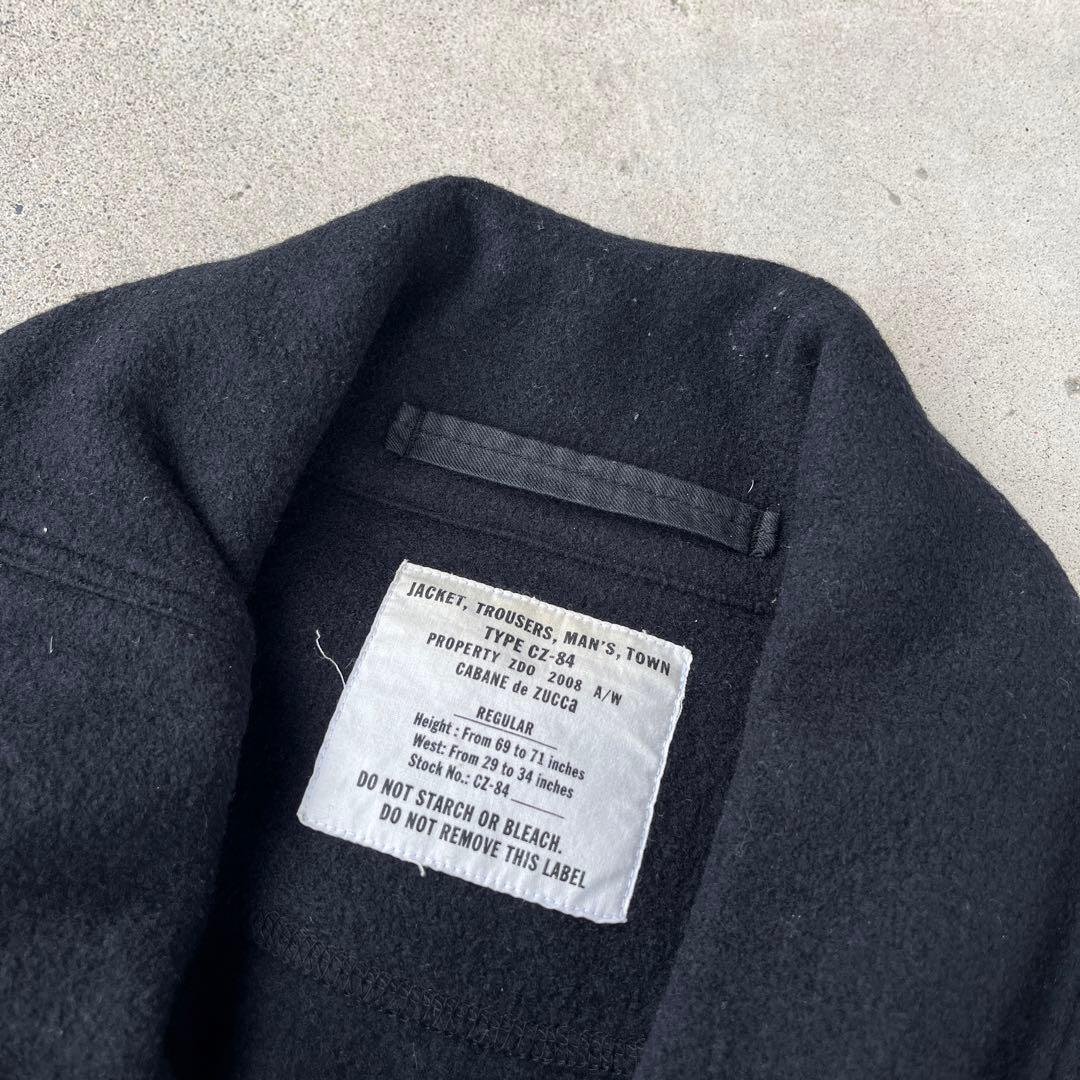 JACKET, TROUSERS, MAN'S, TOWN
TYPE CZ-84
PROPERTY ZDO 2008 A/W
CABANE de ZUCCa
REGULAR
Height : From 69 to 71 inches
West: From 29 to 34 inches
Stock No.: CZ-84
DO NOT STARCH OR BLEACH.
DO NOT REMOVE THIS LABEL